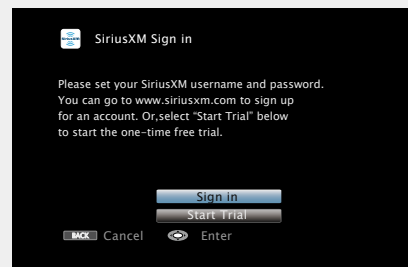 SiriusXM Sign in
Please set your SiriusXM username and password.
You can go to www.siriusxm.com to sign up
for an account. Or,select “Start Trial” below
to start the one-time free trial.
Sign in
Start Trial
BACK Cancel Enter